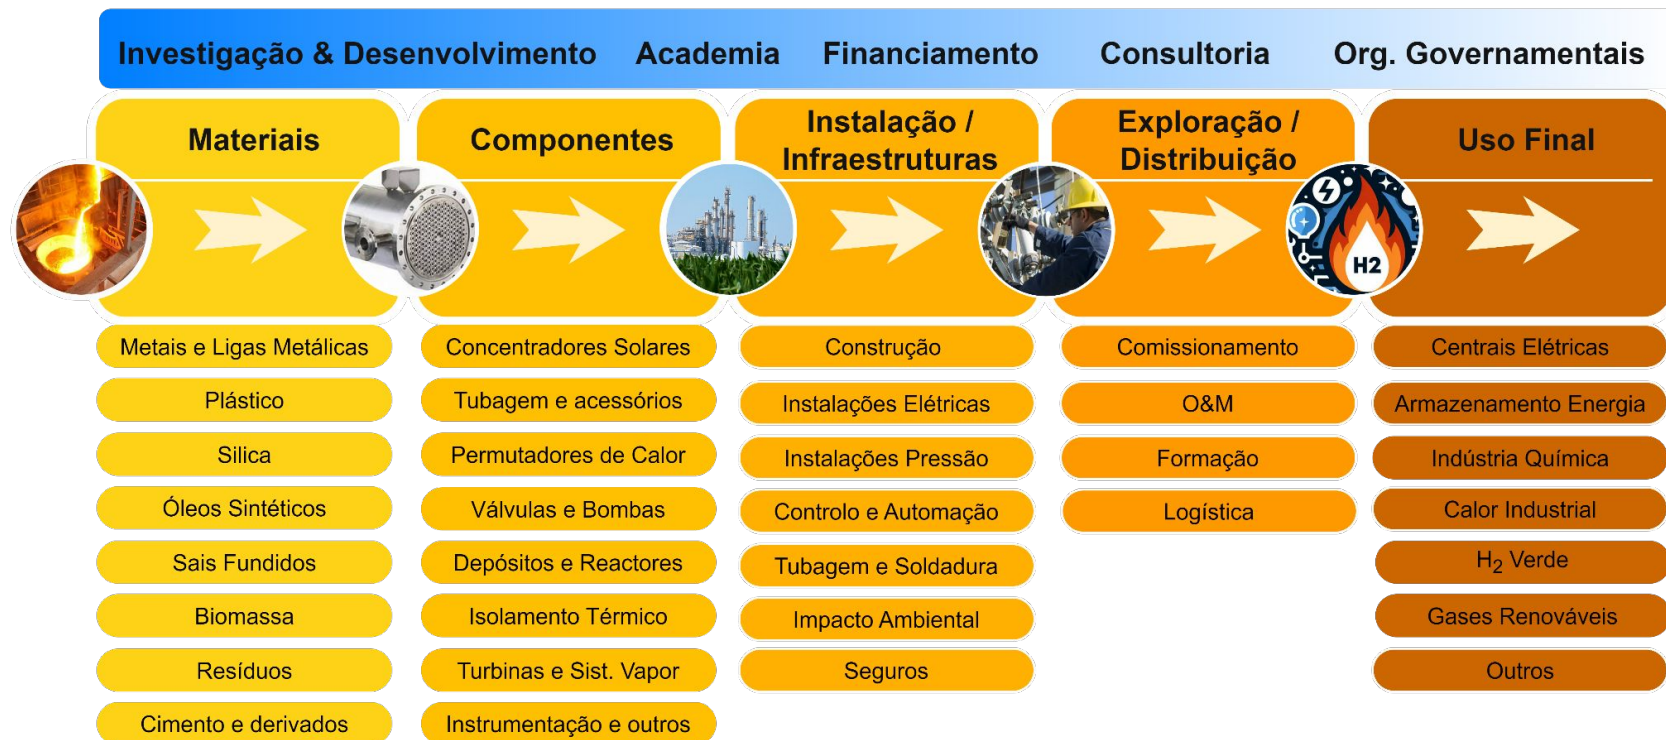 Investigação & Desenvolvimento Academia Financiamento Consultoria Org. Governamentais
Materiais
Componentes
Instalação /
Infraestruturas
Exploração /
Distribuição
Uso Final
H2
Metais e Ligas Metálicas
Plástico
Silica
Óleos Sintéticos
Sais Fundidos
Biomassa
Resíduos
Cimento e derivados
Concentradores Solares
Tubagem e acessórios
Permutadores de Calor
Válvulas e Bombas
Depósitos e Reactores
Isolamento Térmico
Turbinas e Sist. Vapor
Instrumentação e outros
Construção
Instalações Elétricas
Instalações Pressão
Controlo e Automação
Tubagem e Soldadura
Impacto Ambiental
Seguros
Comissionamento
O&M
Formação
Logística
Centrais Elétricas
Armazenamento Energia
Indústria Química
Calor Industrial
H₂ Verde
Gases Renováveis
Outros